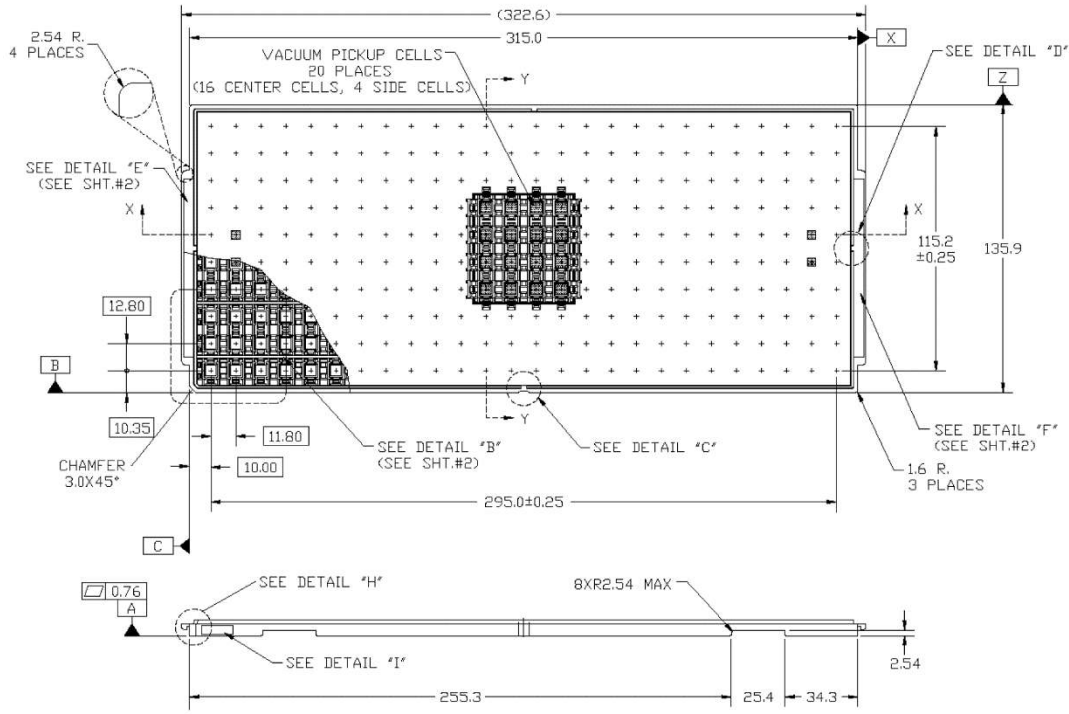 (322.6)
315.0
2.54 R.
4 PLACES
VACUUM PICKUP CELLS
20 PLACES
(16 CENTER CELLS, 4 SIDE CELLS)
Y
X
SEE DETAIL "D"
Z
SEE DETAIL "E"
(SEE SHT.#2)
X
X
115.2
±0.25
135.9
12.80
B
10.35
11.80
Y
SEE DETAIL "B"
(SEE SHT.#2)
SEE DETAIL "C"
SEE DETAIL "F"
(SEE SHT.#2)
CHAMFER
3.0X45°
10.00
1.6 R.
3 PLACES
295.0±0.25
C
SEE DETAIL "H"
8XR2.54 MAX
0.76
A
SEE DETAIL "I"
2.54
255.3
25.4
34.3